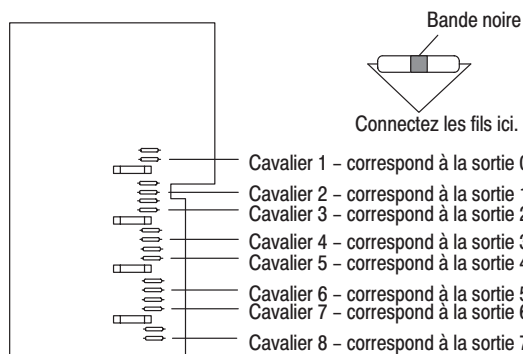 Bande noire
Connectez les fils ici.
Cavalier 1 – correspond à la sortie 0
Cavalier 2 – correspond à la sortie 1
Cavalier 3 – correspond à la sortie 2
Cavalier 4 – correspond à la sortie 3
Cavalier 5 – correspond à la sortie 4
Cavalier 6 – correspond à la sortie 5
Cavalier 7 – correspond à la sortie 6
Cavalier 8 – correspond à la sortie 7